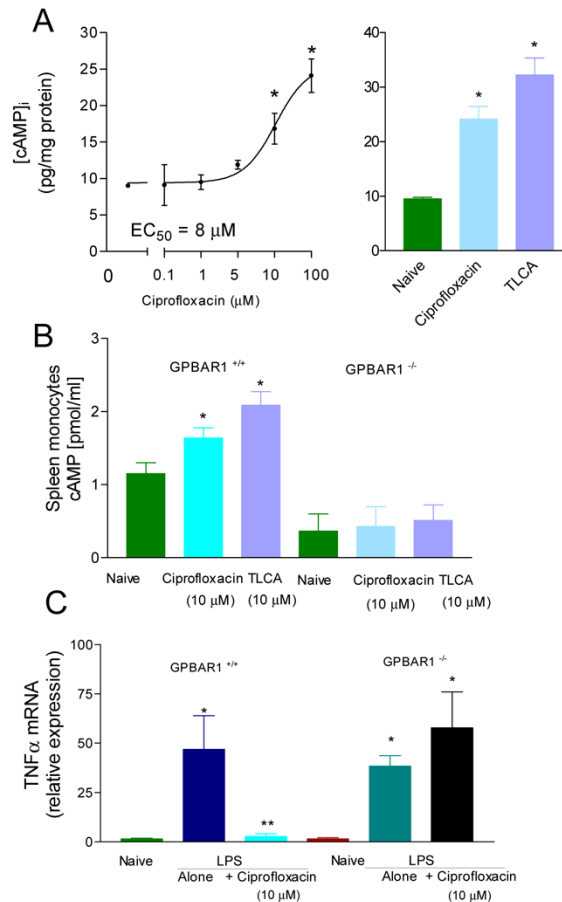 A
[cAMP]i
(pg/mg protein)
30
25
20
15
10
5
0
*
*
EC50 = 8 μM
0
0.1
1
5
10
100
Ciprofloxacin (μM)
40
30
20
10
0
*
*
Naive
Ciprofloxacin
TLCA
B
Spleen monocytes
cAMP [pmol/ml]
3
2
1
0
GPBAR1 +/+
GPBAR1 -/-
*
*
Naive
Ciprofloxacin TLCA
(10 μM) (10 μM)
Naive
Ciprofloxacin TLCA
(10 μM) (10 μM)
C
TNFα mRNA
(relative expression)
100
75
50
25
0
GPBAR1 +/+
GPBAR1 -/-
*
**
*
*
Naive
LPS
Alone + Ciprofloxacin
(10 μM)
Naive
LPS
Alone + Ciprofloxacin
(10 μM)